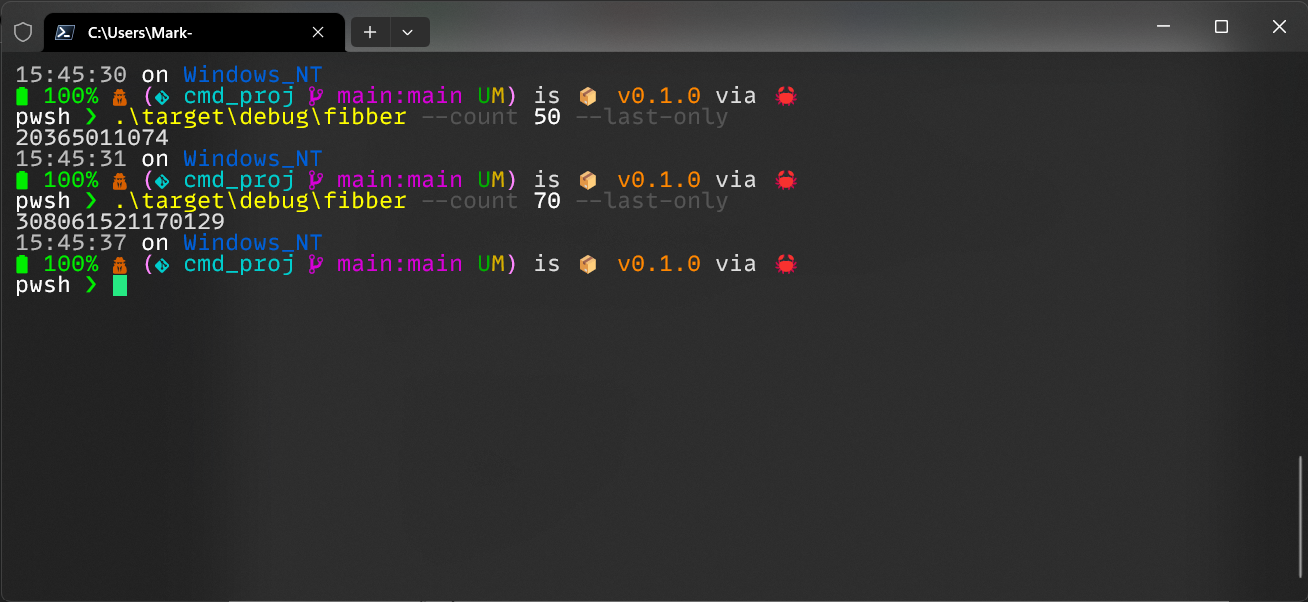 C:\Users\Mark-
15:45:30 on Windows_NT
100% ( cmd_proj main:main UM) is 📦 v0.1.0 via 🦀
pwsh ❯ .\target\debug\fibber --count 50 --last-only
20365011074
15:45:31 on Windows_NT
100% ( cmd_proj main:main UM) is 📦 v0.1.0 via 🦀
pwsh ❯ .\target\debug\fibber --count 70 --last-only
308061521170129
15:45:37 on Windows_NT
100% ( cmd_proj main:main UM) is 📦 v0.1.0 via 🦀
pwsh ❯